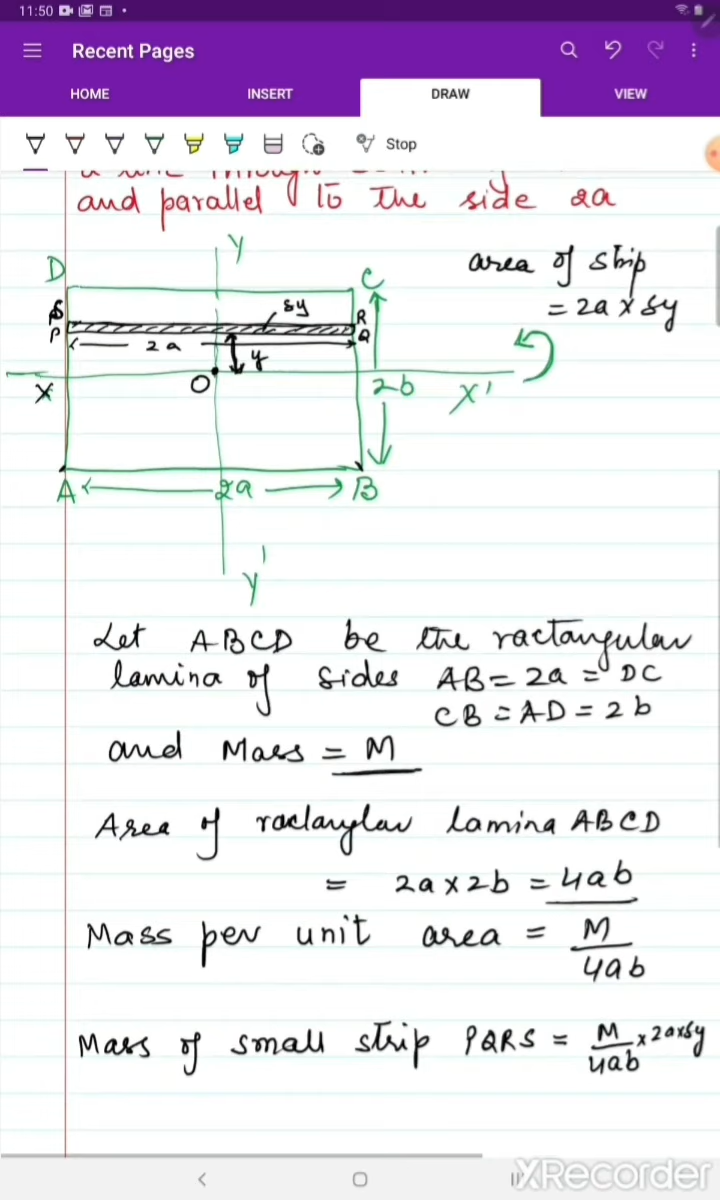 11:50
Recent Pages
HOME INSERT DRAW VIEW
Stop
a line through
and parallel to the side 2a
Y
D
C
area of strip
= 2a x δy
S
δy
R
P
Q
2a
y
X
O
2b
X'
A
2a
B
Y'
Let ABCD be the ractangular
lamina of sides AB = 2a = DC
CB = AD = 2b
and Mass = M
Area of ractanglar lamina ABCD
= 2a x 2b = 4ab
Mass per unit area = M
4ab
Mass of small strip PQRS = M x 2a x δy
4ab
XRecorder